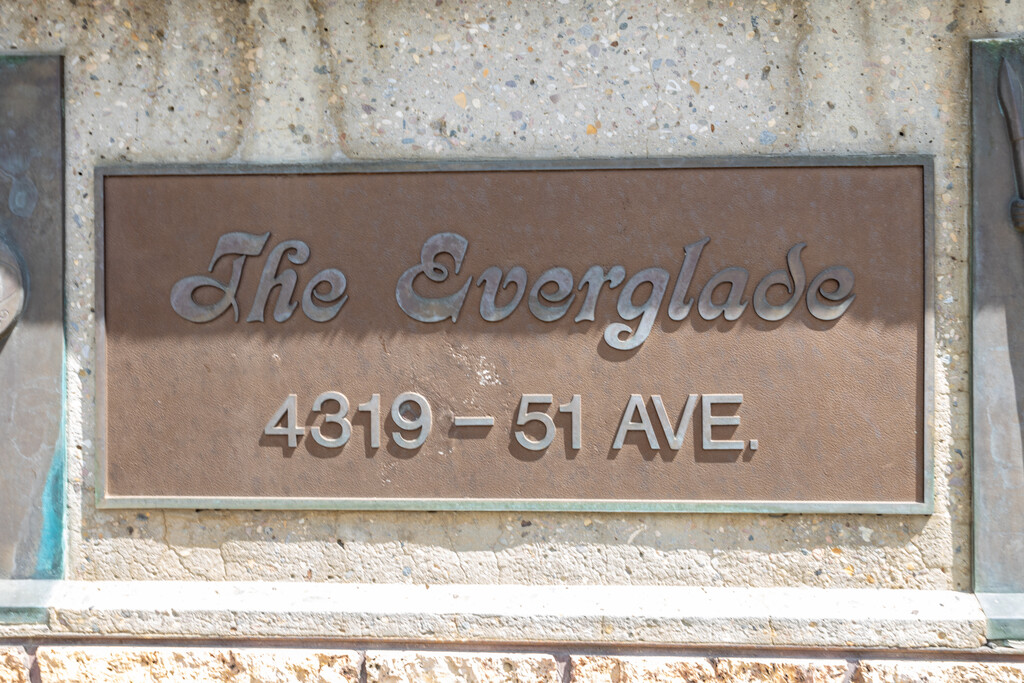 The Everglade
4319 – 51 AVE.